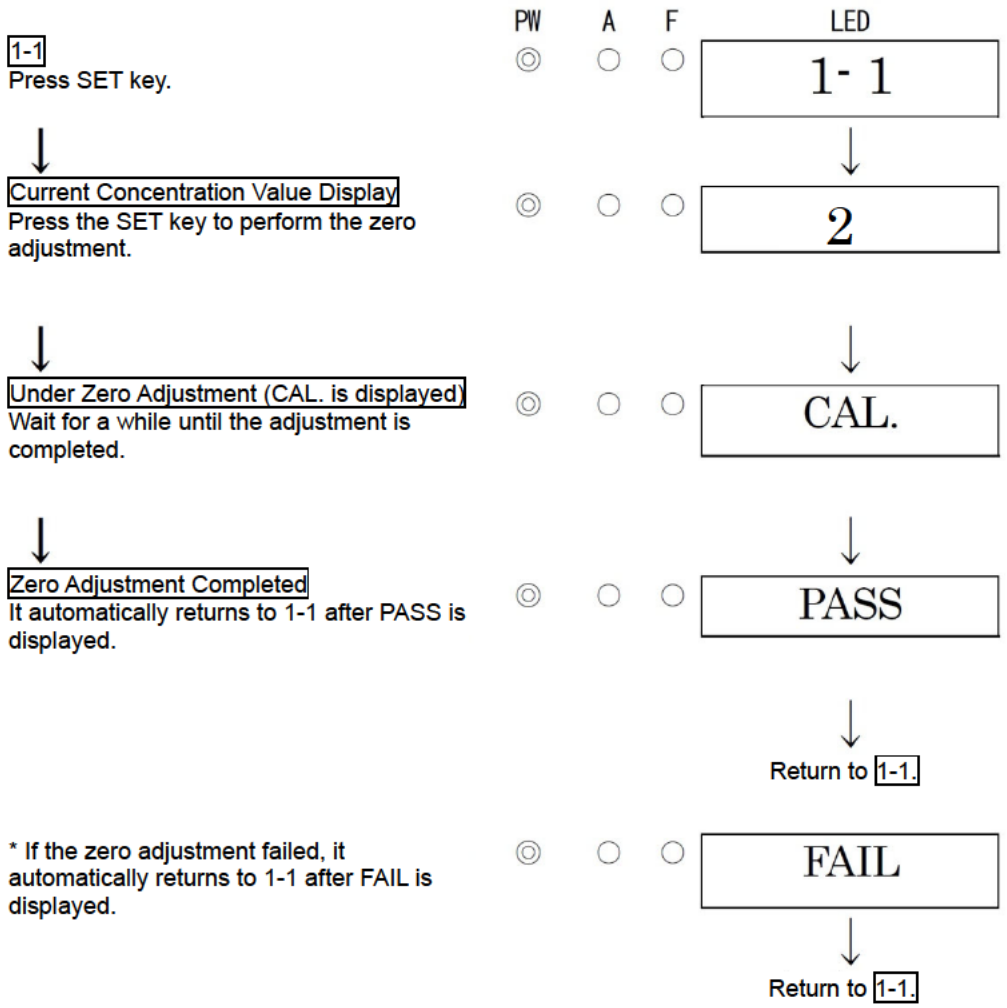 PW A F LED
1-1
Press SET key.
1- 1
Current Concentration Value Display
Press the SET key to perform the zero
adjustment.
2
Under Zero Adjustment (CAL. is displayed)
Wait for a while until the adjustment is
completed.
CAL.
Zero Adjustment Completed
It automatically returns to 1-1 after PASS is
displayed.
PASS
Return to 1-1.
* If the zero adjustment failed, it
automatically returns to 1-1 after FAIL is
displayed.
FAIL
Return to 1-1.